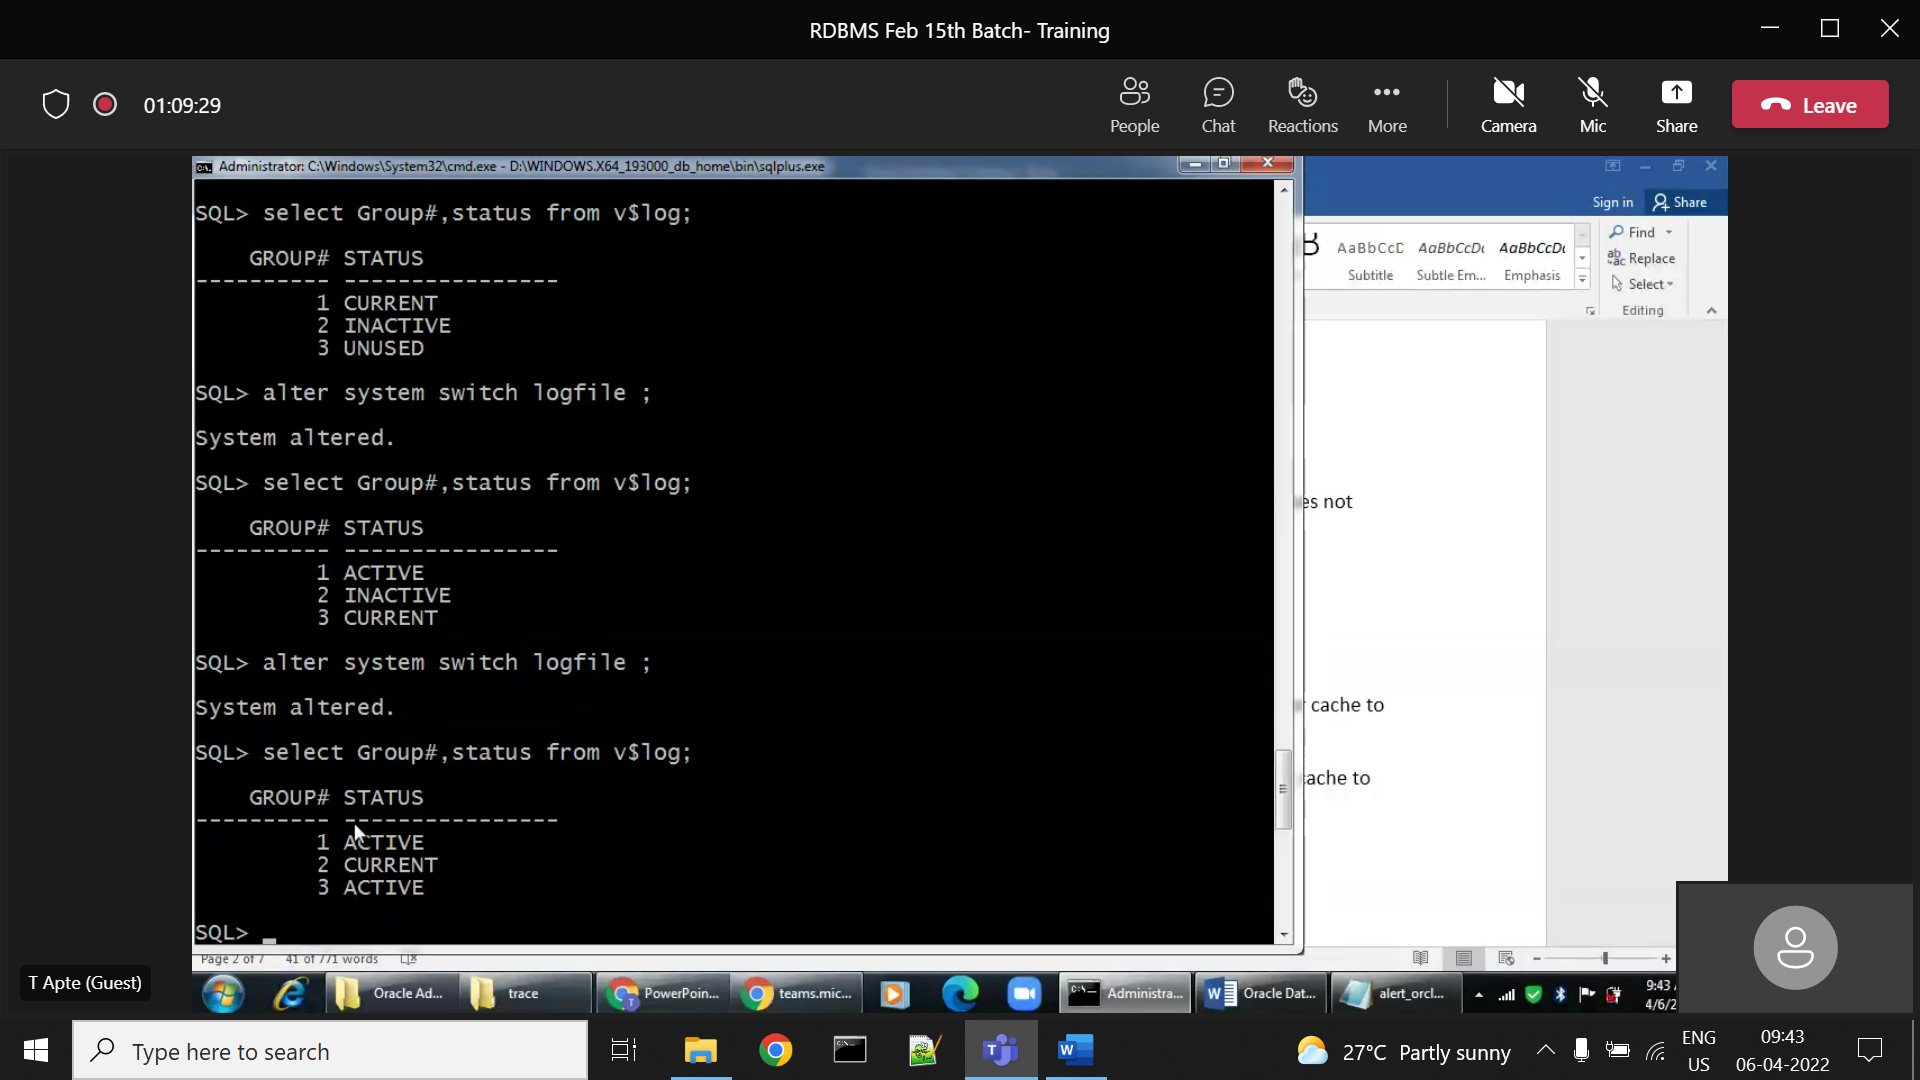 RDBMS Feb 15th Batch- Training
01:09:29
People
Chat
Reactions
More
Camera
Mic
Share
Leave
Administrator: C:\Windows\System32\cmd.exe - D:\WINDOWS.X64_193000_db_home\bin\sqlplus.exe
SQL> select Group#,status from v$log;
GROUP# STATUS
---------- ----------------
1 CURRENT
2 INACTIVE
3 UNUSED
SQL> alter system switch logfile ;
System altered.
SQL> select Group#,status from v$log;
GROUP# STATUS
---------- ----------------
1 ACTIVE
2 INACTIVE
3 CURRENT
SQL> alter system switch logfile ;
System altered.
SQL> select Group#,status from v$log;
GROUP# STATUS
---------- ----------------
1 ACTIVE
2 CURRENT
3 ACTIVE
SQL>
Sign in
Share
AaBbCcD AaBbCcDt AaBbCcDt
Subtitle Subtle Em... Emphasis
Find
Replace
Select
Editing
es not
cache to
cache to
Page 2 of 7 41 of 771 words
T Apte (Guest)
Oracle Ad...
trace
PowerPoin...
teams.mic...
Administra...
Oracle Dat...
alert_orcl...
9:43
4/6/2
Type here to search
27°C Partly sunny
ENG
US
09:43
06-04-2022